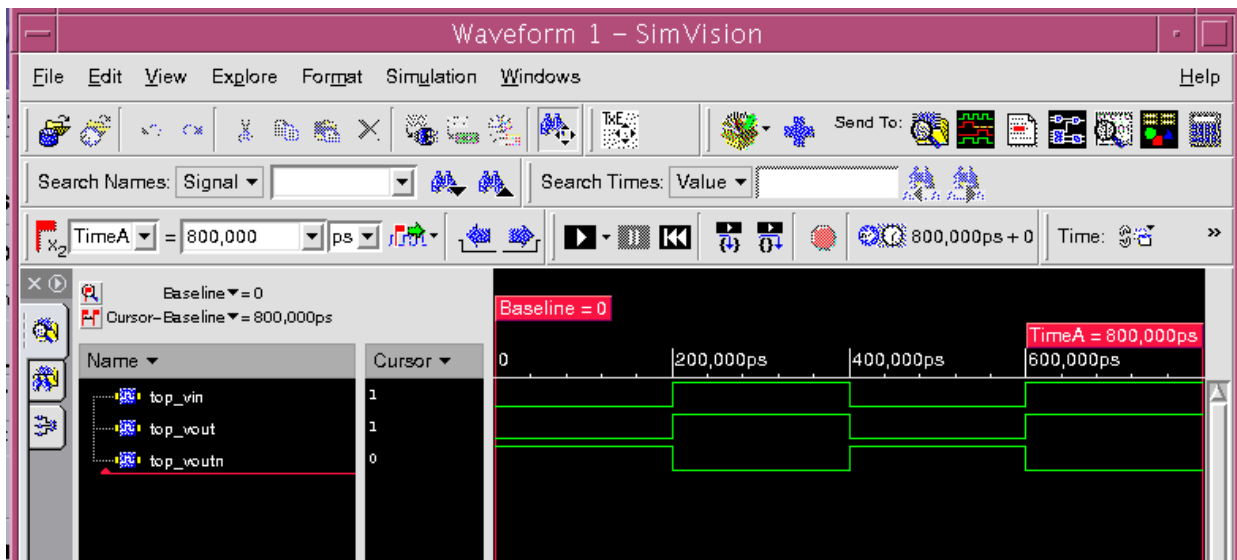 Waveform 1 – SimVision
File Edit View Explore Format Simulation Windows Help
TxE Send To:
Search Names: Signal Search Times: Value
X2 TimeA = 800,000 ps 800,000ps + 0 Time: »
Baseline = 0
Cursor-Baseline = 800,000ps
Baseline = 0
TimeA = 800,000ps
Name Cursor 0 200,000ps 400,000ps 600,000ps
top_vin 1
top_vout 1
top_voutn 0